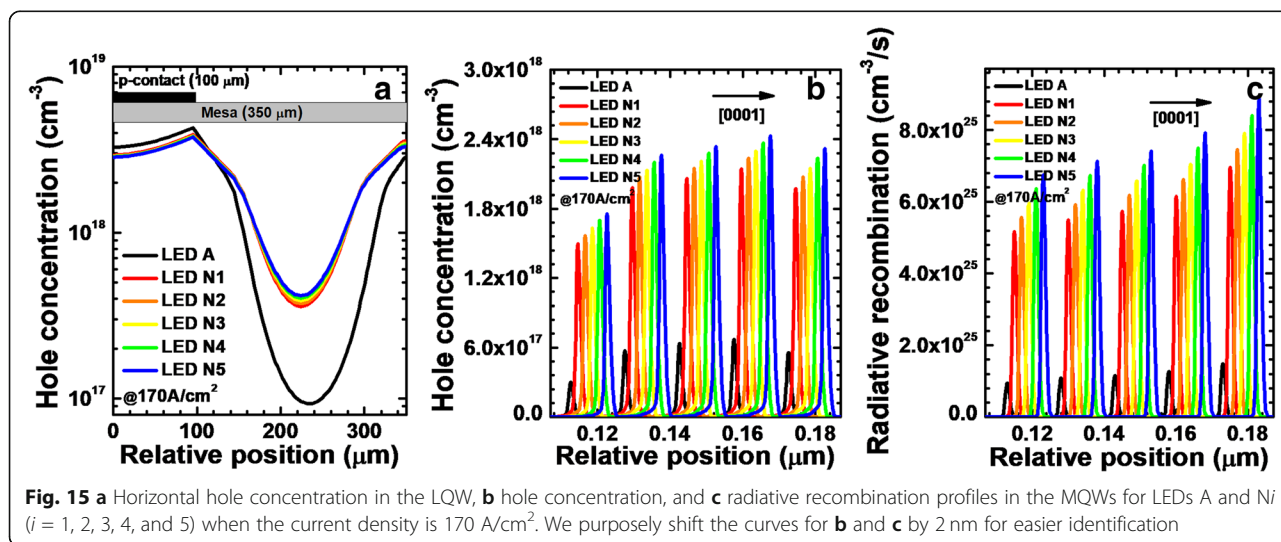 10¹⁹
10¹⁸
10¹⁷
Hole concentration (cm⁻³)
p-contact (100 μm)
a
Mesa (350 μm)
LED A
LED N1
LED N2
LED N3
LED N4
LED N5
@170A/cm²
0 100 200 300
Relative position (μm)
Hole concentration (cm⁻³)
3.0x10¹⁸
2.4x10¹⁸
1.8x10¹⁸
1.2x10¹⁸
6.0x10¹⁷
0.0
LED A
LED N1
LED N2
LED N3
LED N4
LED N5
@170A/cm²
b
[0001]
0.12 0.14 0.16 0.18
Relative position (μm)
Radiative recombination (cm⁻³/s)
8.0x10²⁵
6.0x10²⁵
4.0x10²⁵
2.0x10²⁵
0.0
LED A
LED N1
LED N2
LED N3
LED N4
LED N5
@170A/cm²
c
[0001]
0.12 0.14 0.16 0.18
Relative position (μm)
Fig. 15 a Horizontal hole concentration in the LQW, b hole concentration, and c radiative recombination profiles in the MQWs for LEDs A and Ni
(i = 1, 2, 3, 4, and 5) when the current density is 170 A/cm². We purposely shift the curves for b and c by 2 nm for easier identification